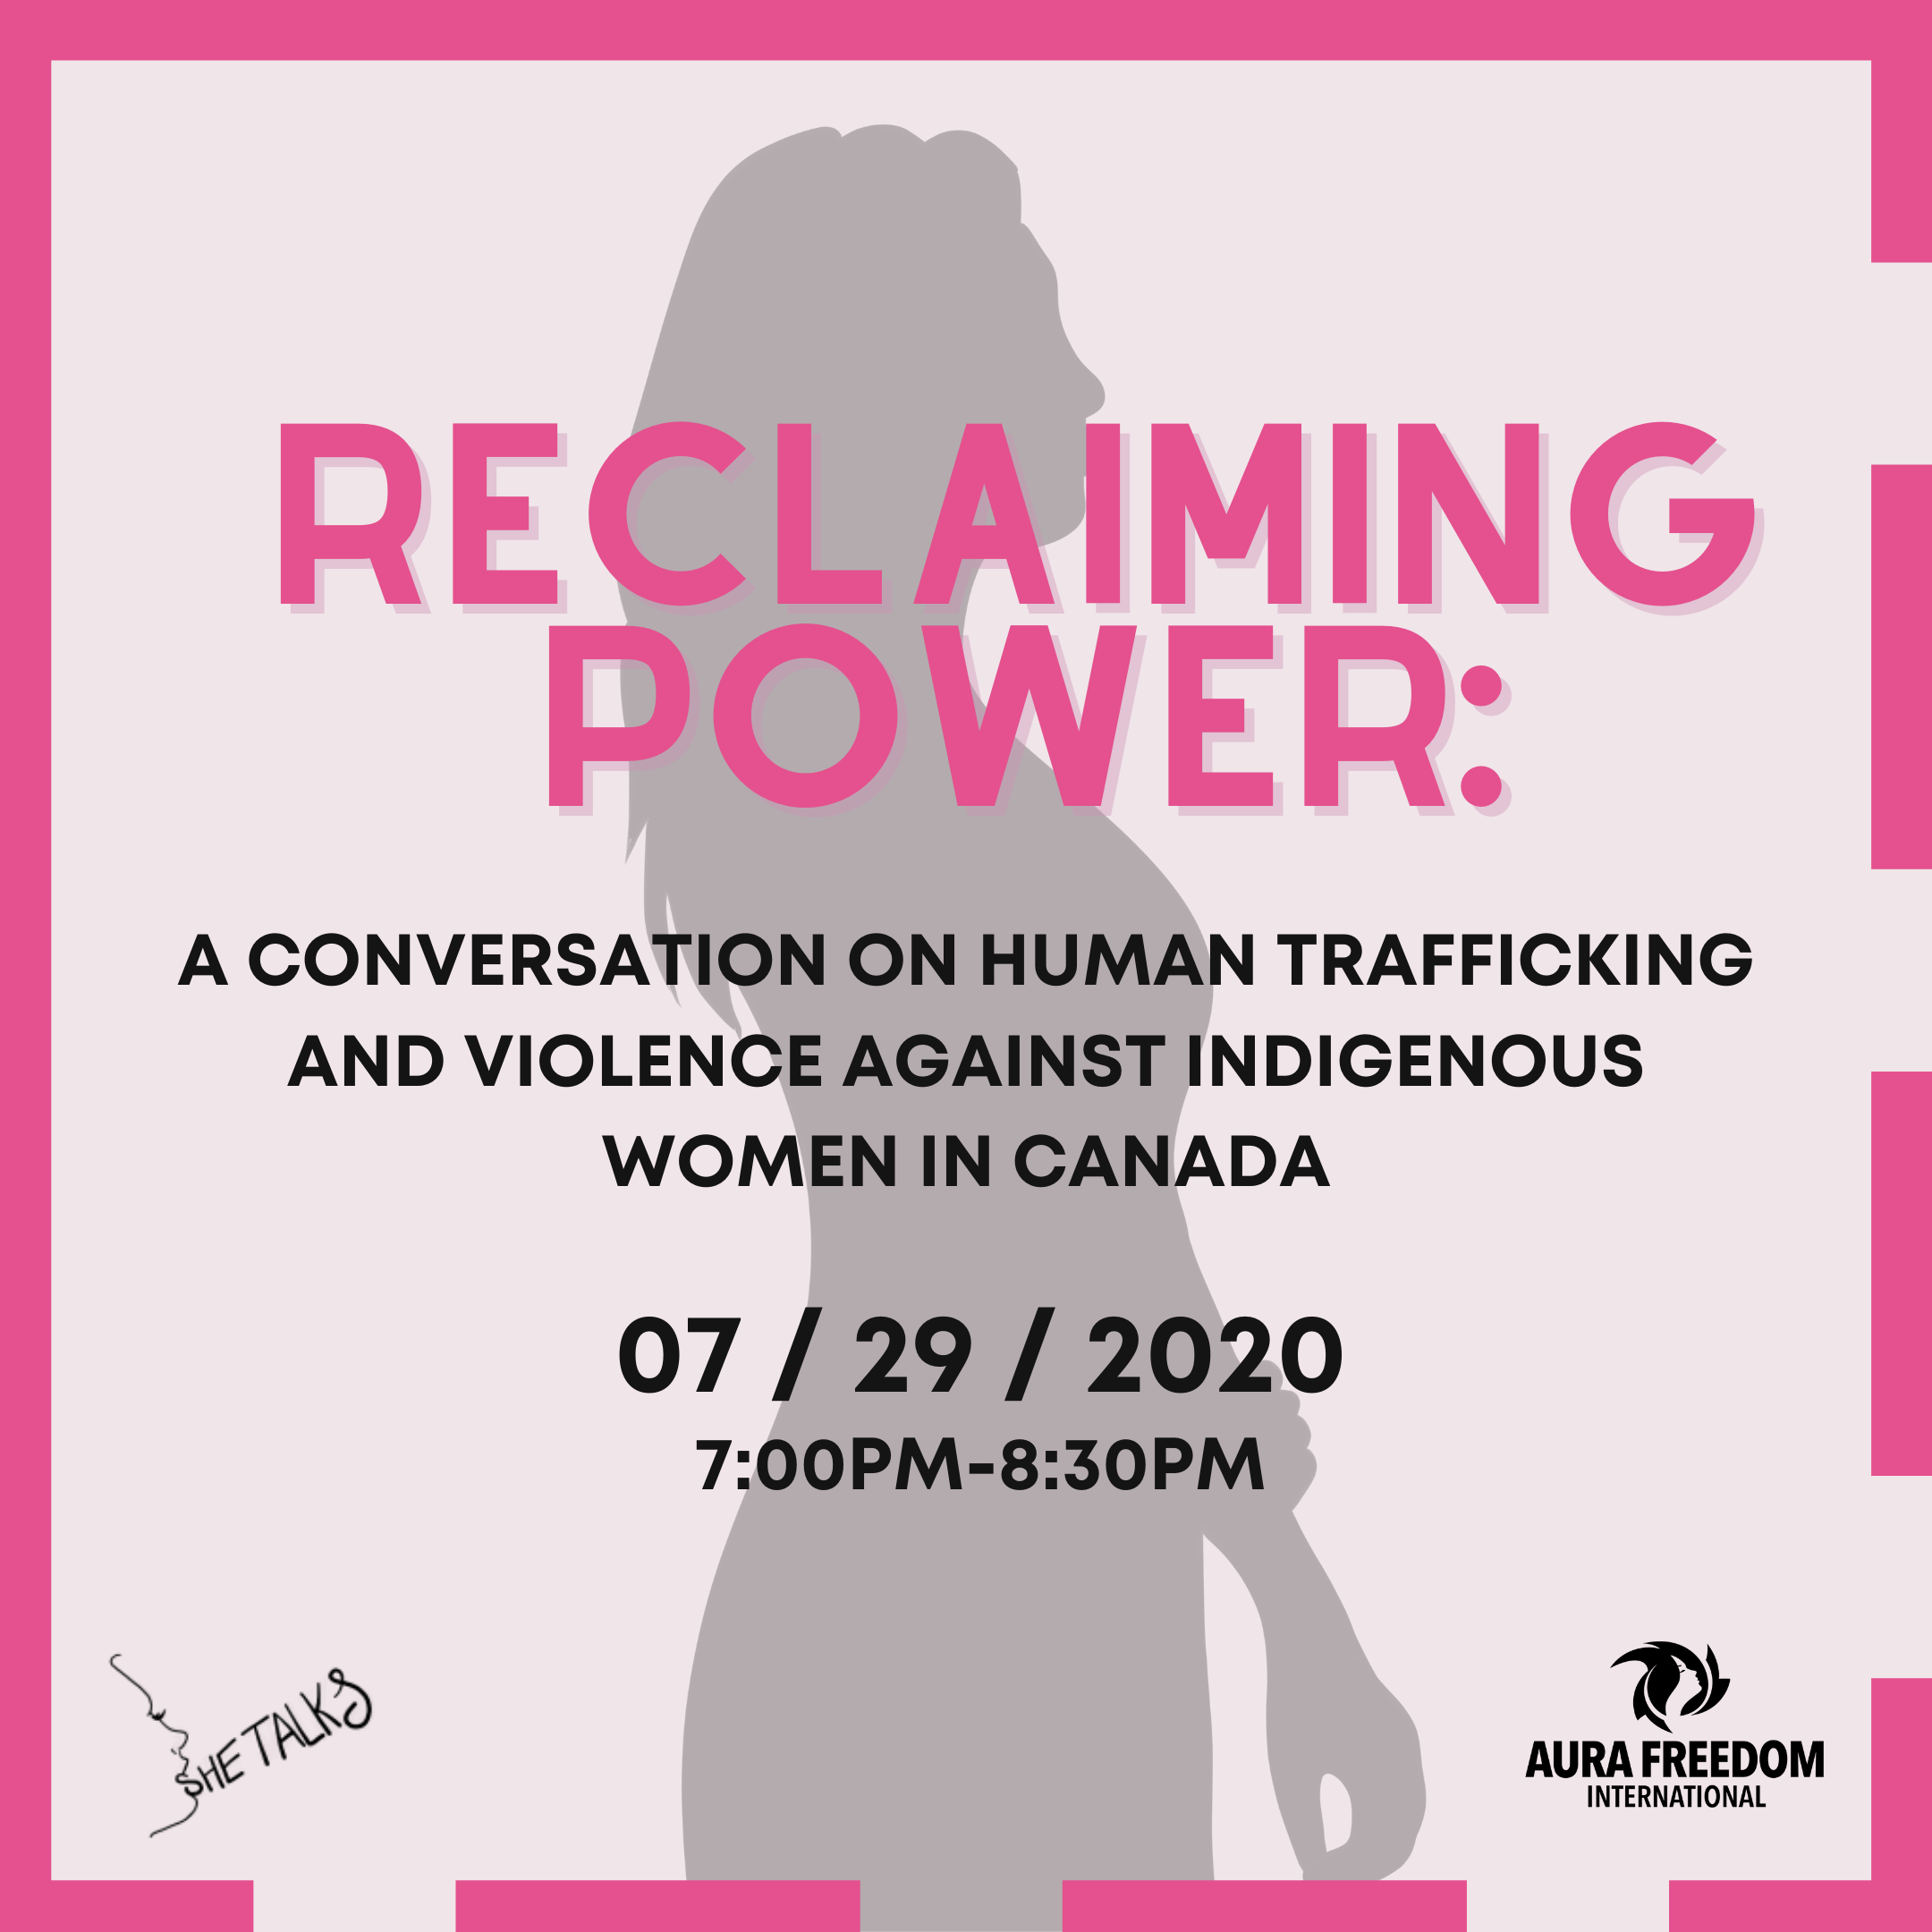 RECLAIMING
POWER:
A CONVERSATION ON HUMAN TRAFFICKING
AND VIOLENCE AGAINST INDIGENOUS
WOMEN IN CANADA
07 / 29 / 2020
7:00PM-8:30PM
SHE TALKS
AURA FREEDOM
INTERNATIONAL